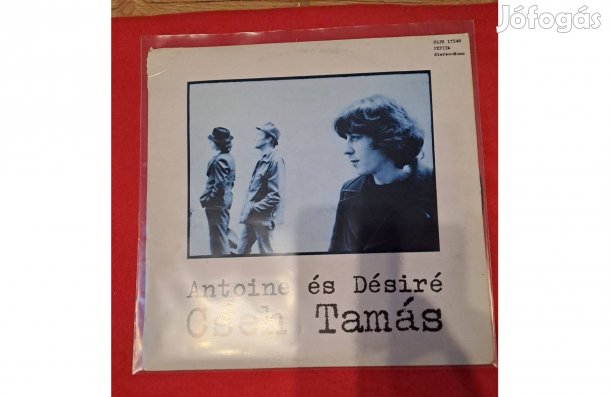 Jófogás
SLPX 17548
PEPITA
Stereo-Mono
Antoine és Désiré
Cseh Tamás